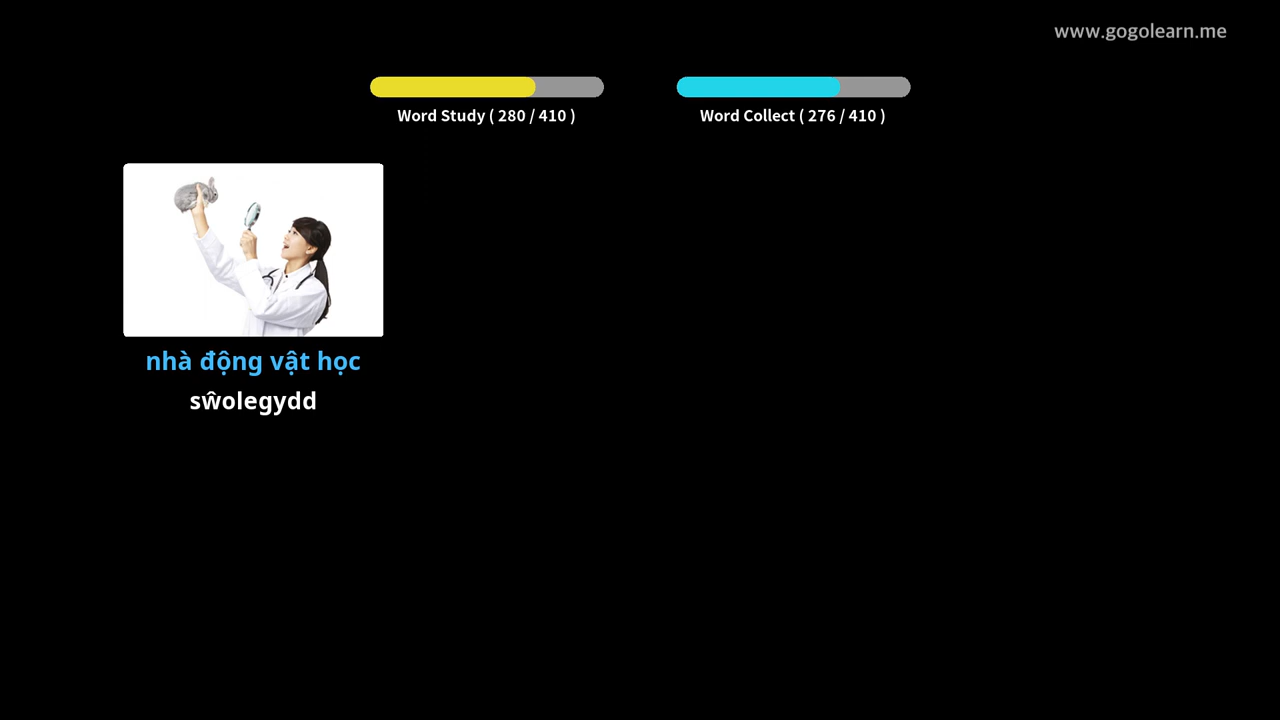 www.gogolearn.me
Word Study ( 280 / 410 )
Word Collect ( 276 / 410 )
nhà động vật học
sŵolegydd